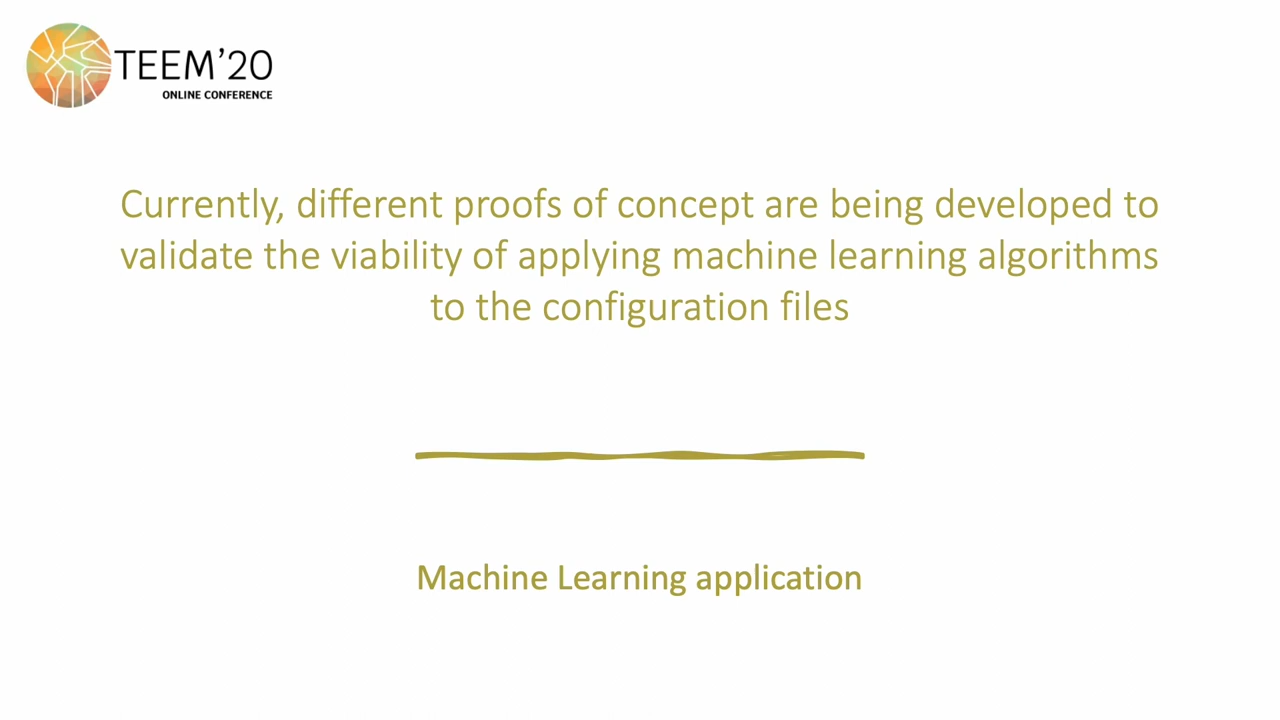 TEEM'20
ONLINE CONFERENCE
Currently, different proofs of concept are being developed to
validate the viability of applying machine learning algorithms
to the configuration files
Machine Learning application